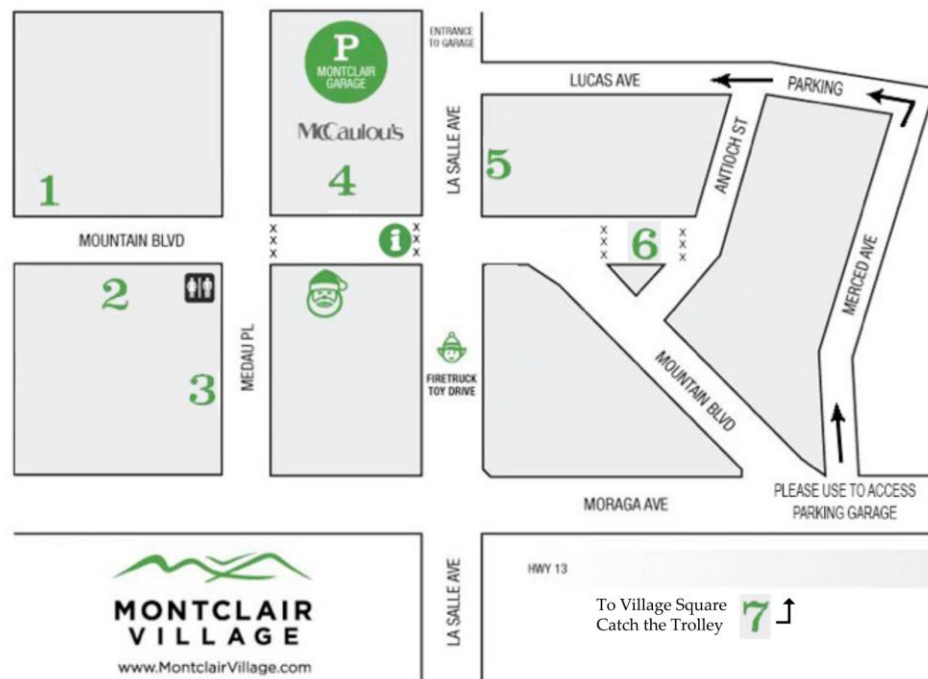 ENTRANCE
TO GARAGE
P
MONTCLAIR
GARAGE
LUCAS AVE
PARKING
McCaulou's
LA SALLE AVE
ANTIOCH ST
1
4
5
MOUNTAIN BLVD
X
X
X
i
X
X
X
X
X
X
6
X
X
X
MERCED AVE
2
MEDAU PL
3
FIRETRUCK
TOY DRIVE
MOUNTAIN BLVD
MORAGA AVE
PLEASE USE TO ACCESS
PARKING GARAGE
MONTCLAIR
VILLAGE
www.MontclairVillage.com
LA SALLE AVE
HWY 13
To Village Square
Catch the Trolley
7